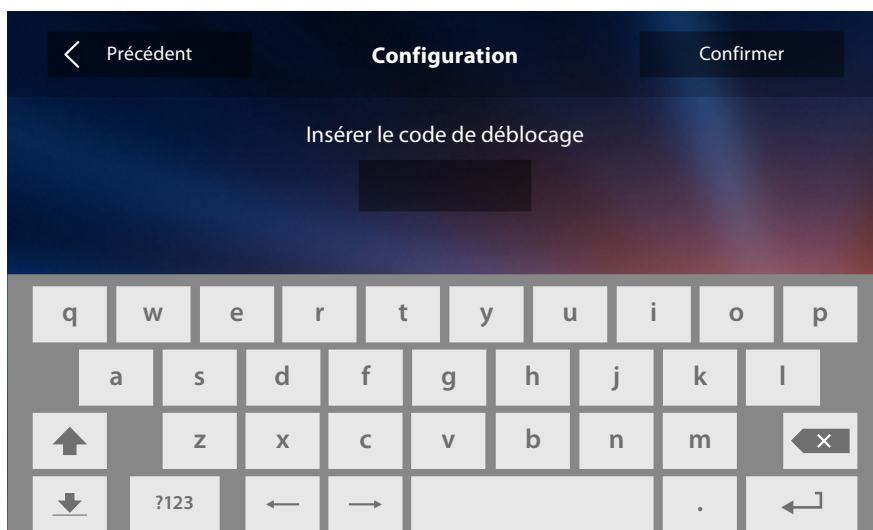 Précédent Configuration Confirmer
Insérer le code de déblocage
q w e r t y u i o p
a s d f g h j k l
z x c v b n m
?123 .